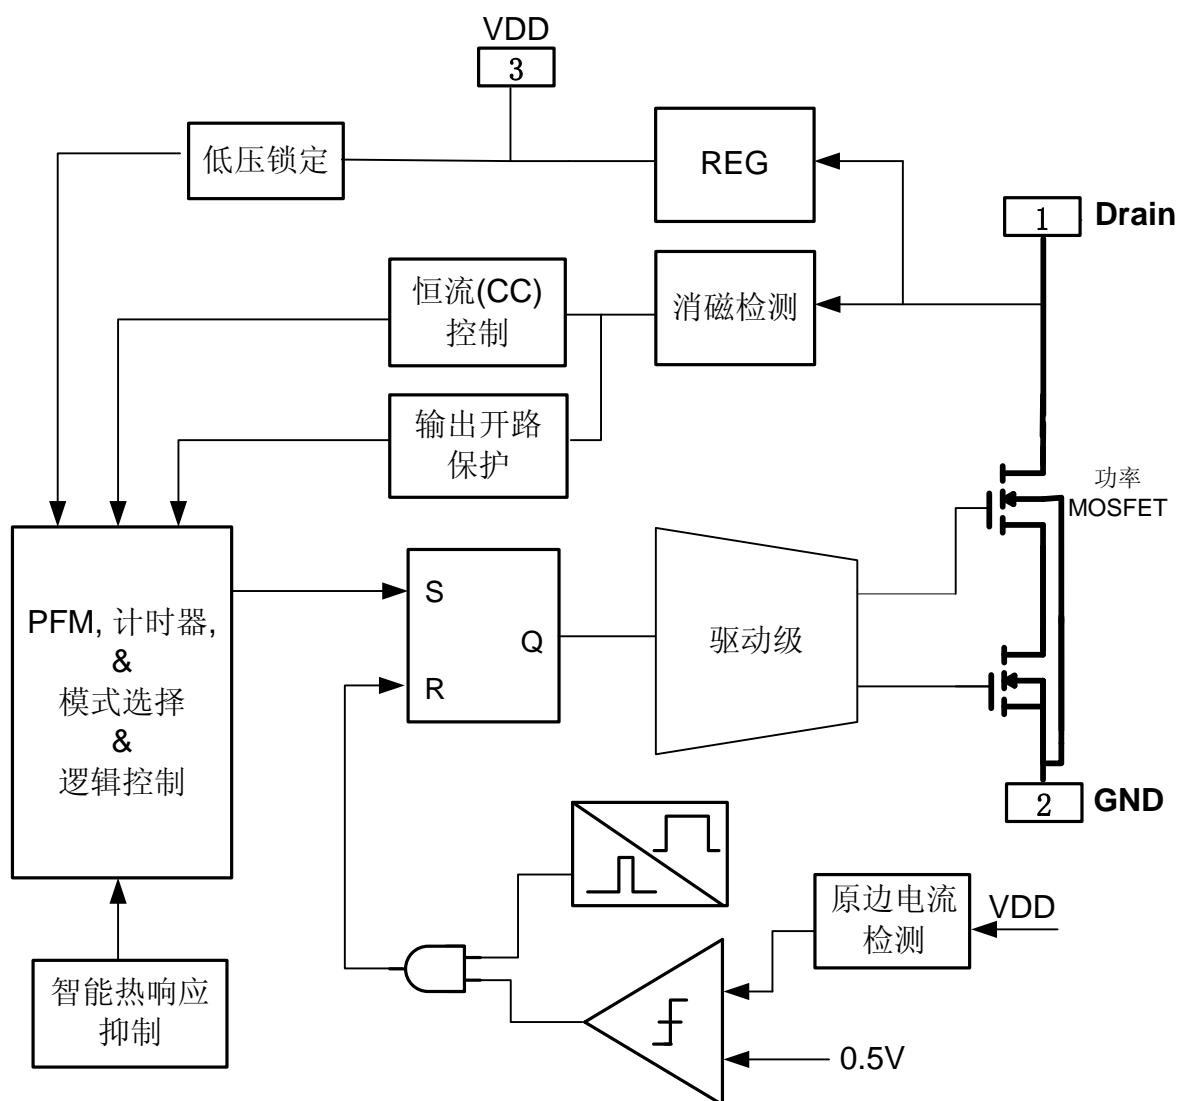 VDD
3
低压锁定
REG
1
Drain
恒流(CC)
控制
消磁检测
输出开路
保护
功率
MOSFET
PFM, 计时器,
&
模式选择
&
逻辑控制
S
Q
R
驱动级
2
GND
原边电流
检测
VDD
智能热响应
抑制
0.5V